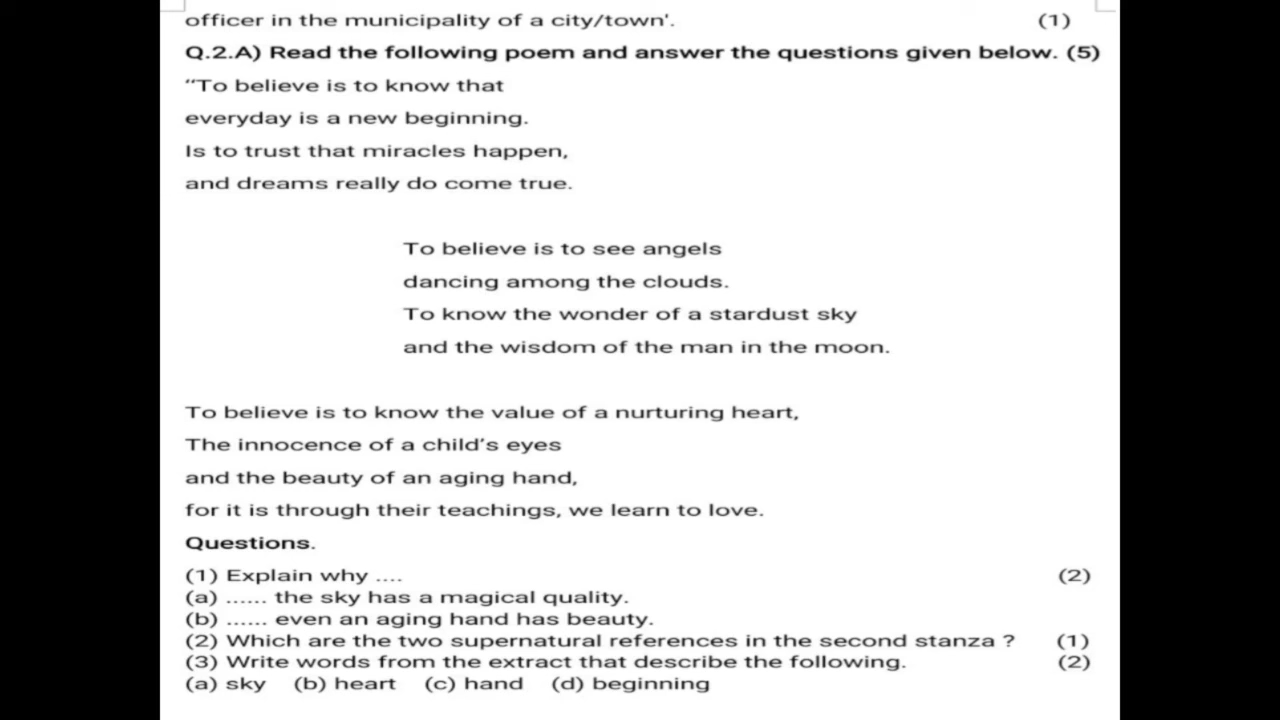 officer in the municipality of a city/town'. (1)
Q.2.A) Read the following poem and answer the questions given below. (5)
“To believe is to know that
everyday is a new beginning.
Is to trust that miracles happen,
and dreams really do come true.
To believe is to see angels
dancing among the clouds.
To know the wonder of a stardust sky
and the wisdom of the man in the moon.
To believe is to know the value of a nurturing heart,
The innocence of a child’s eyes
and the beauty of an aging hand,
for it is through their teachings, we learn to love.
Questions.
(1) Explain why .... (2)
(a) ...... the sky has a magical quality.
(b) ...... even an aging hand has beauty.
(2) Which are the two supernatural references in the second stanza ? (1)
(3) Write words from the extract that describe the following. (2)
(a) sky (b) heart (c) hand (d) beginning